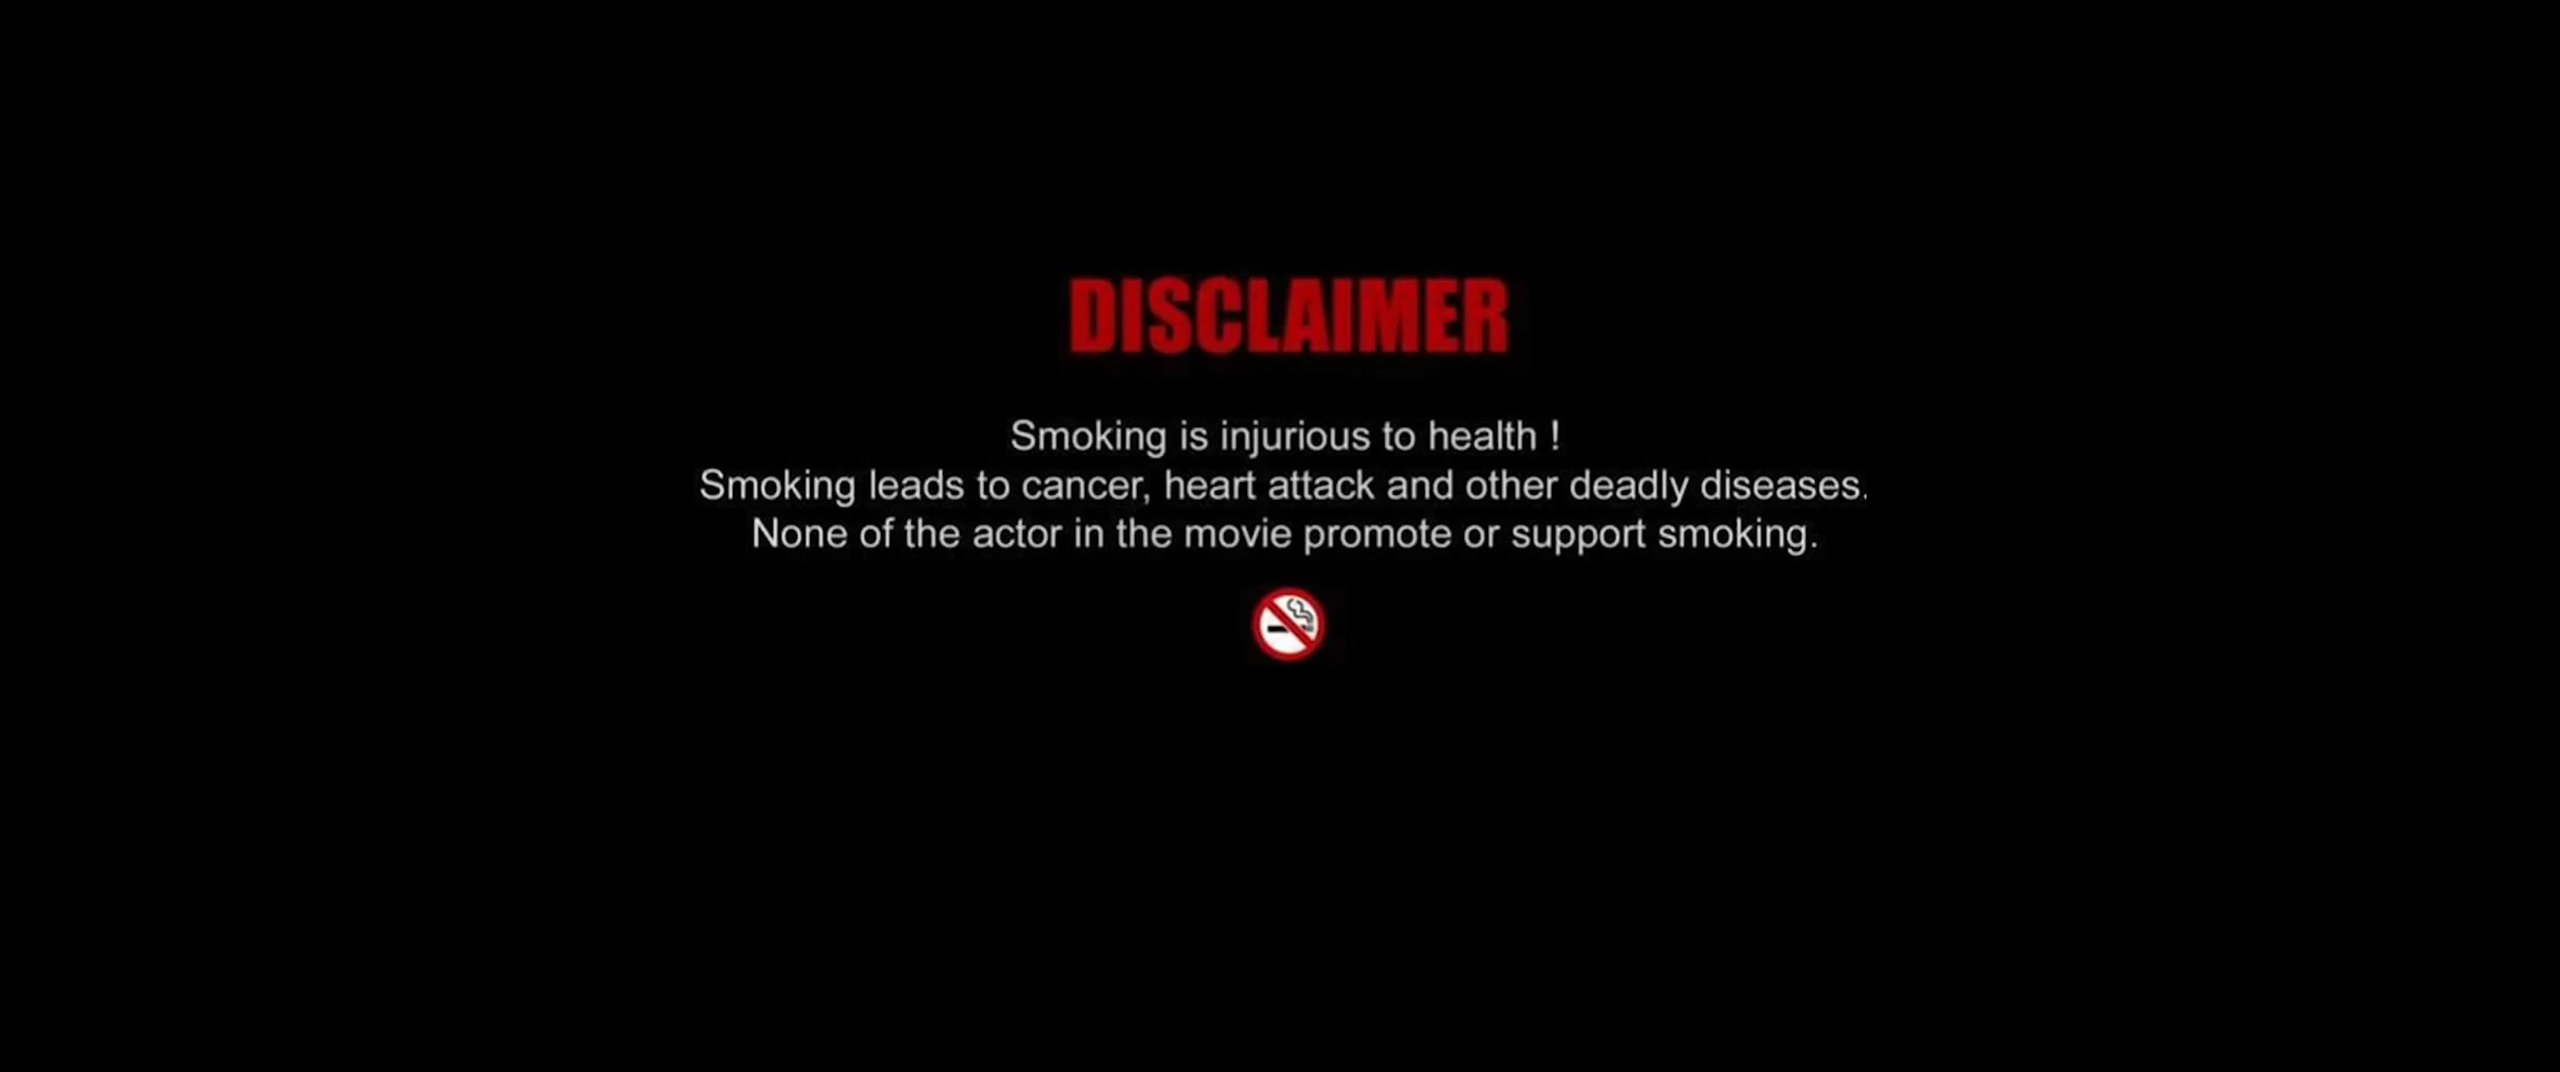 DISCLAIMER
Smoking is injurious to health !
Smoking leads to cancer, heart attack and other deadly diseases.
None of the actor in the movie promote or support smoking.